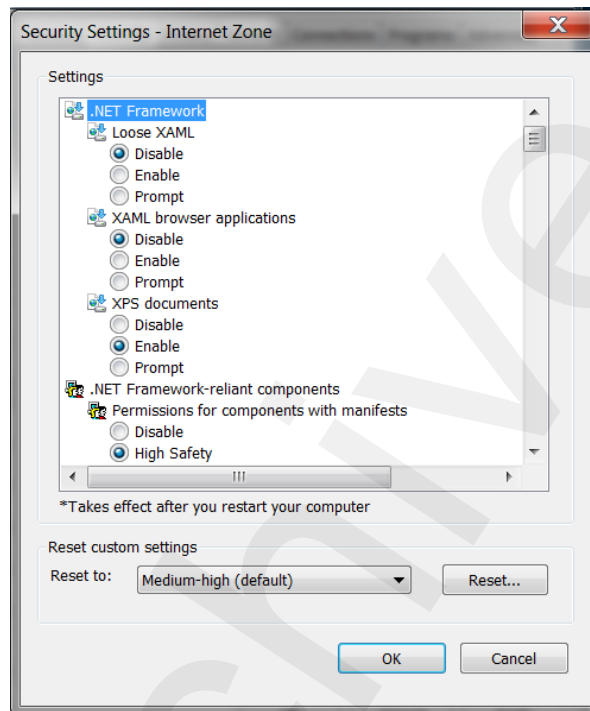 Security Settings - Internet Zone
Settings
.NET Framework
Loose XAML
Disable
Enable
Prompt
XAML browser applications
Disable
Enable
Prompt
XPS documents
Disable
Enable
Prompt
.NET Framework-reliant components
Permissions for components with manifests
Disable
High Safety
*Takes effect after you restart your computer
Reset custom settings
Reset to: Medium-high (default) Reset...
OK Cancel